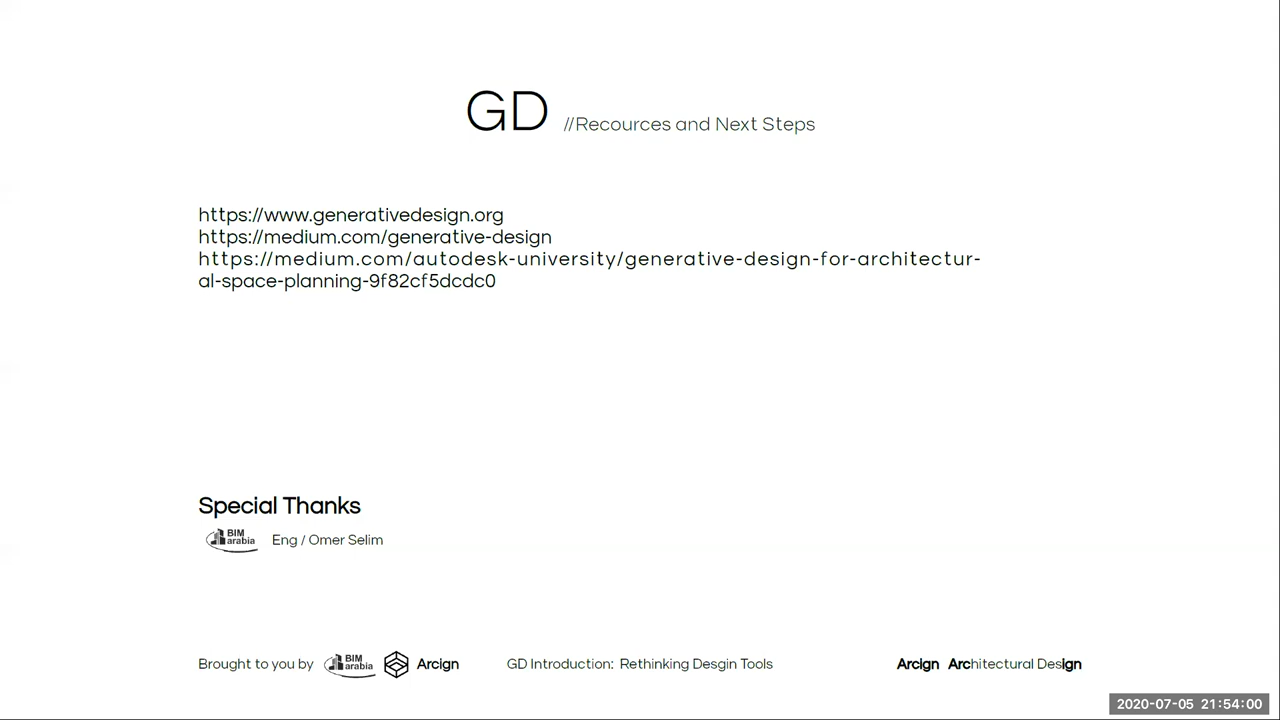 GD //Recources and Next Steps
https://www.generativedesign.org
https://medium.com/generative-design
https://medium.com/autodesk-university/generative-design-for-architectur-
al-space-planning-9f82cf5dcdc0
Special Thanks
BIM
arabia
Eng / Omer Selim
Brought to you by BIM arabia Arcign GD Introduction: Rethinking Desgin Tools Arcign Architectural Design
2020-07-05 21:54:00